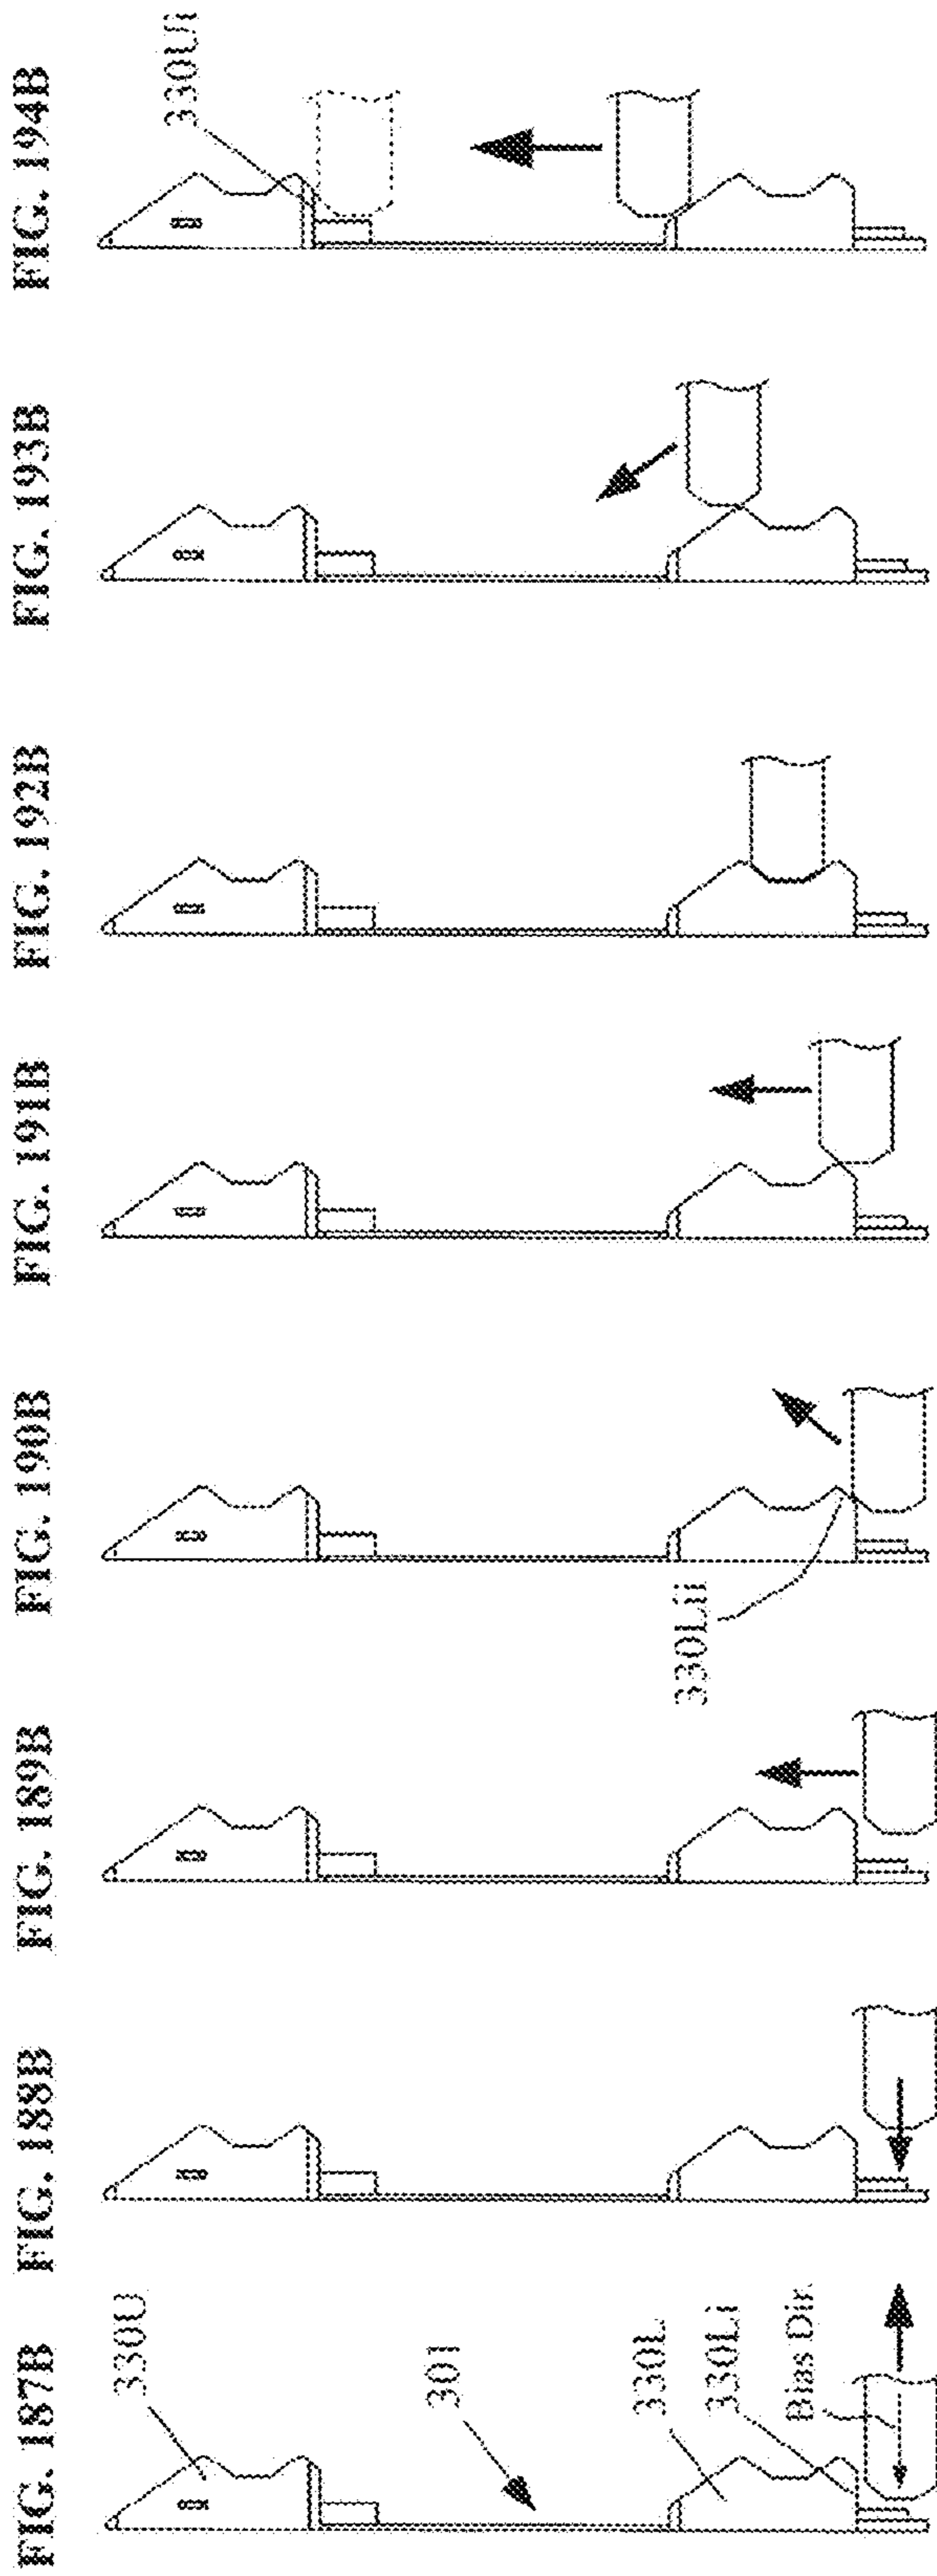 FIG. 187B
330U
301
330L
330Li
Bias Dir.
FIG. 188B
FIG. 189B
FIG. 190B
330Lii
FIG. 191B
FIG. 192B
FIG. 193B
FIG. 194B
330Ui